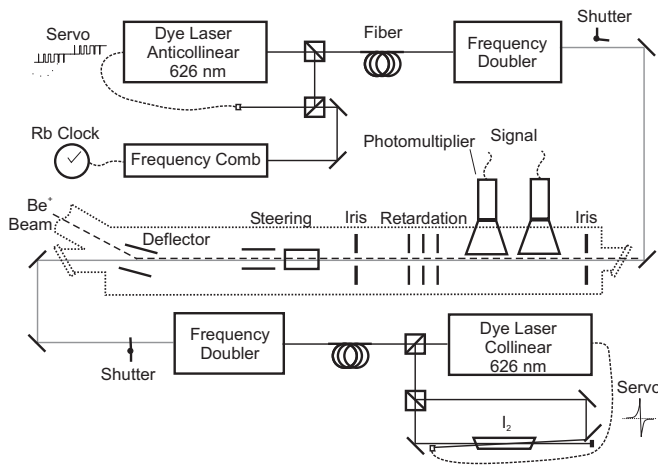 Servo
Dye Laser
Anticollinear
626 nm
Fiber
Frequency
Doubler
Shutter
Rb Clock
Frequency Comb
Photomultiplier
Signal
Be⁺
Beam
Deflector
Steering
Iris
Retardation
Iris
Frequency
Doubler
Shutter
Dye Laser
Collinear
626 nm
Servo
I₂